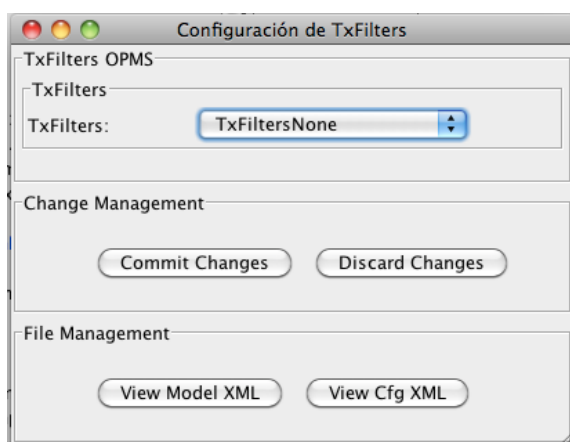 Configuración de TxFilters
TxFilters OPMS
TxFilters
TxFilters: TxFiltersNone
Change Management
Commit Changes Discard Changes
File Management
View Model XML View Cfg XML